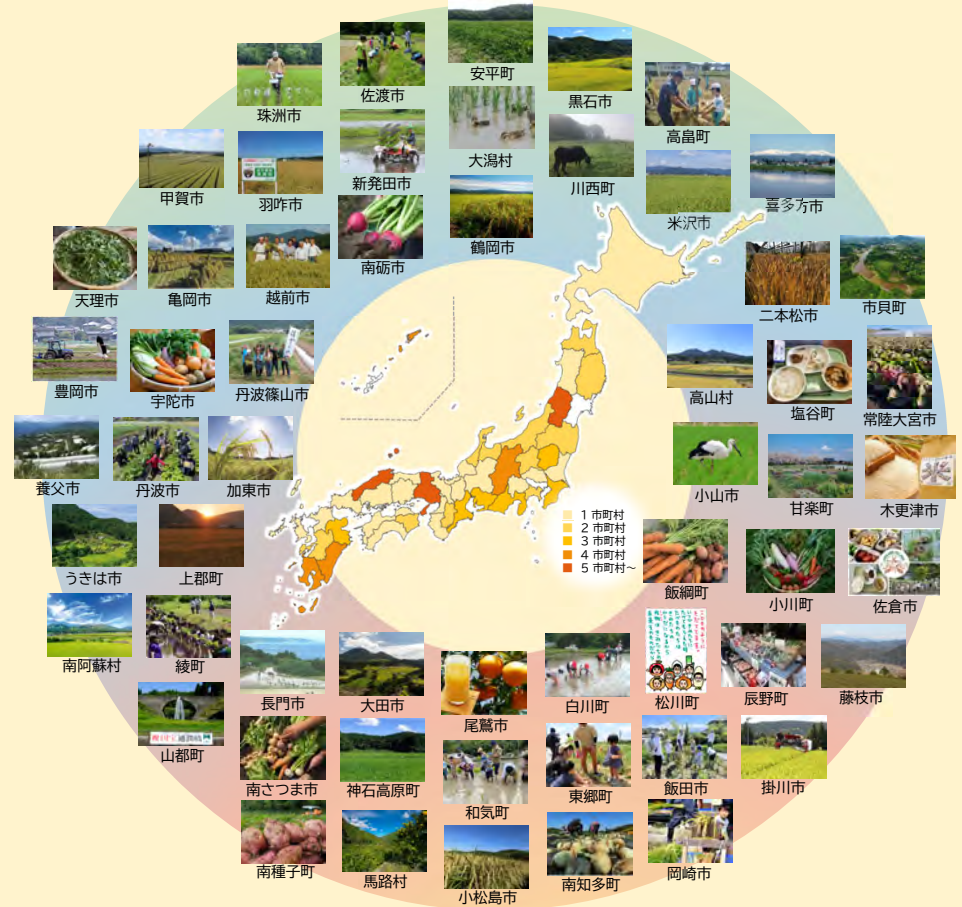 安平町
佐渡市
黒石市
珠洲市
高畠町
大潟村
新発田市
川西町
甲賀市
羽咋市
喜多方市
米沢市
鶴岡市
南砺市
天理市
亀岡市
越前市
二本松市
市貝町
豊岡市
宇陀市
丹波篠山市
高山村
塩谷町
常陸大宮市
養父市
丹波市
加東市
小山市
甘楽町
木更津市
1 市町村
2 市町村
3 市町村
4 市町村
5 市町村～
うきは市
上郡町
飯綱町
小川町
佐倉市
南阿蘇村
綾町
長門市
大田市
尾鷲市
白川町
松川町
辰野町
藤枝市
山都町
南さつま市
神石高原町
和気町
東郷町
飯田市
掛川市
南種子町
馬路村
小松島市
南知多町
岡崎市